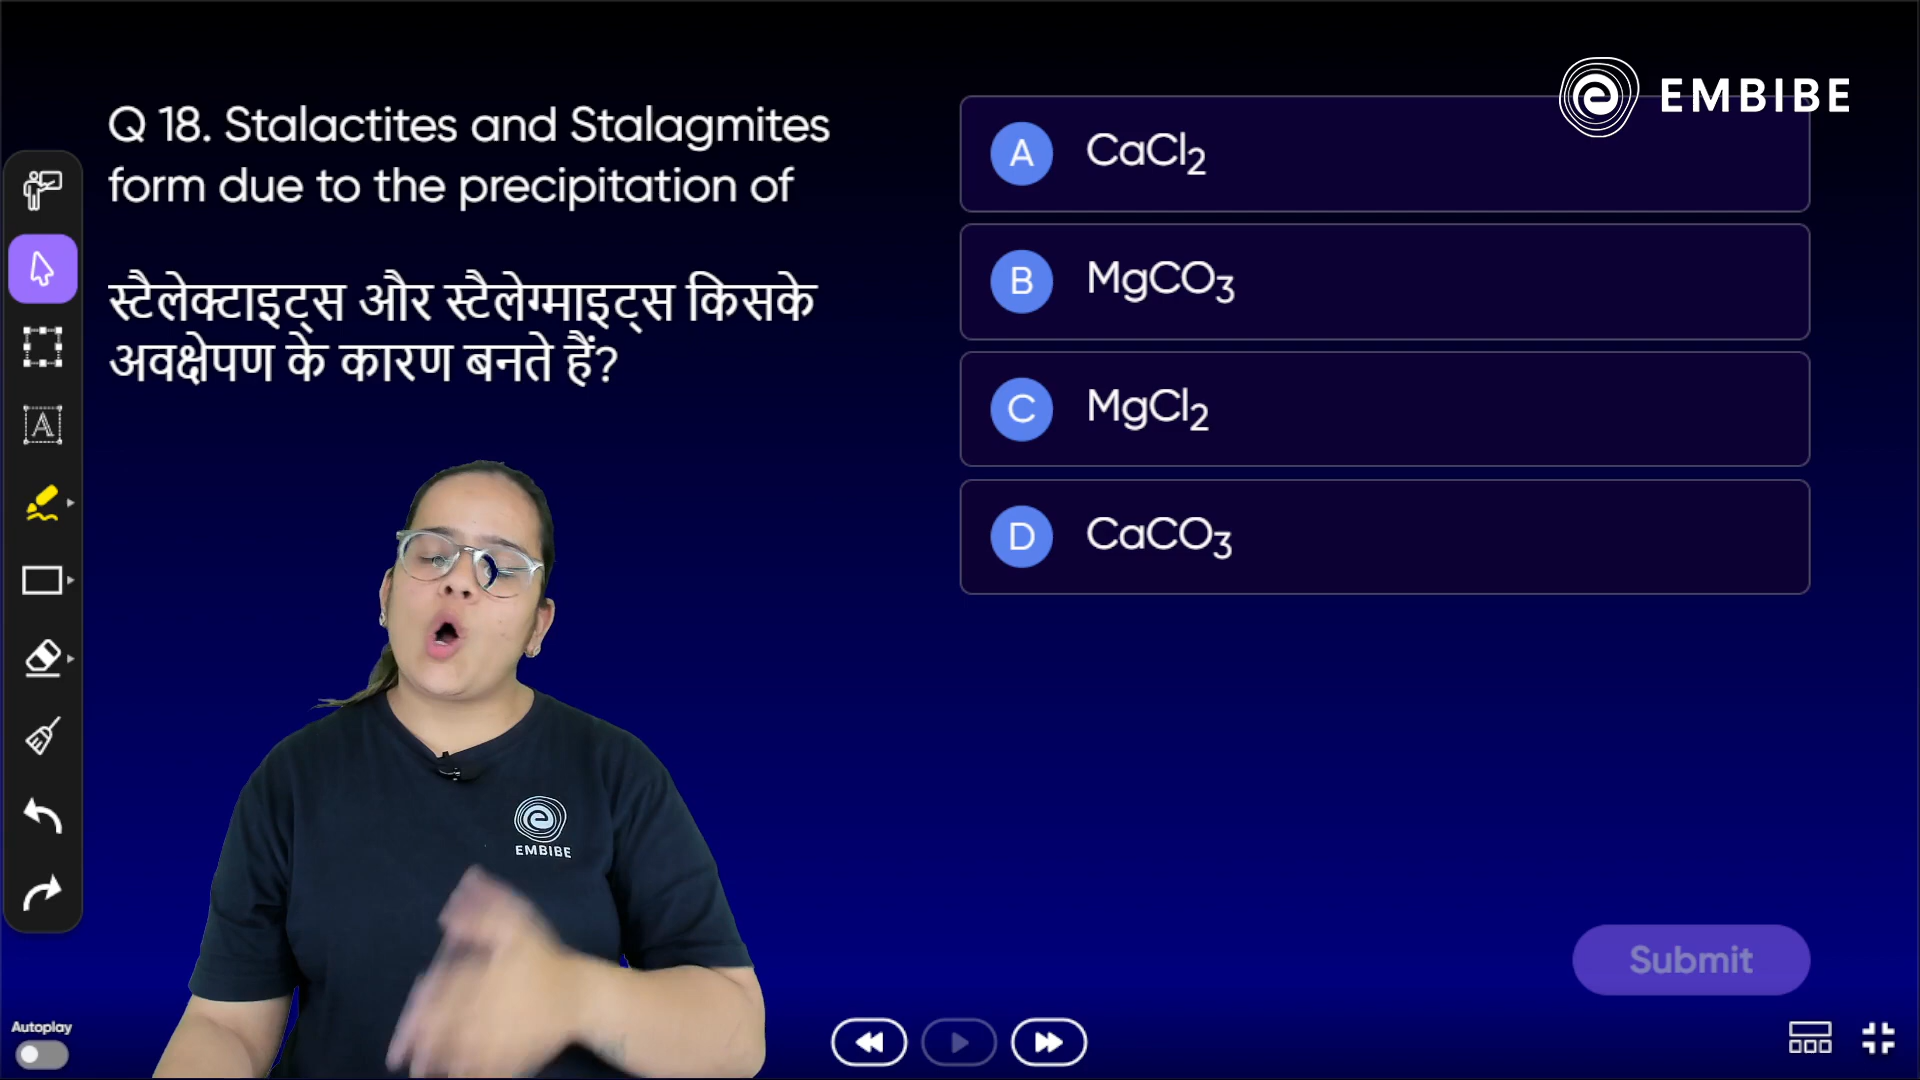 EMBIBE
Q 18. Stalactites and Stalagmites
form due to the precipitation of
स्टैलेक्टाइट्स और स्टैलेग्माइट्स किसके
अवक्षेपण के कारण बनते हैं?
A CaCl₂
B MgCO₃
C MgCl₂
D CaCO₃
A
EMBIBE
Submit
Autoplay